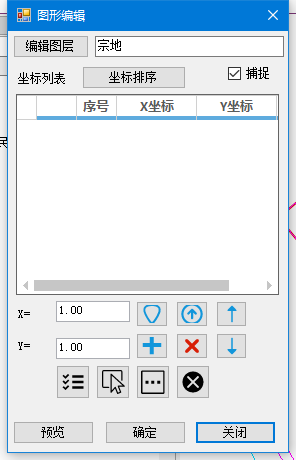 图形编辑
编辑图层 宗地
坐标列表 坐标排序 捕捉
序号 X坐标 Y坐标
民
X= 1.00
Y= 1.00
预览 确定 关闭